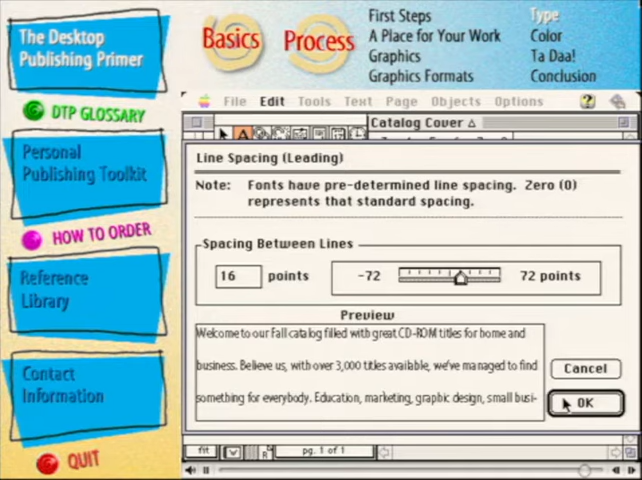 The Desktop
Publishing Primer
DTP GLOSSARY
Personal
Publishing Toolkit
HOW TO ORDER
Reference
Library
Contact
Information
QUIT
Basics
Process
First Steps
A Place for Your Work
Graphics
Graphics Formats
Type
Color
Ta Daa!
Conclusion
File Edit Tools Text Page Objects Options
Catalog Cover
Line Spacing (Leading)
Note: Fonts have pre-determined line spacing. Zero (0)
represents that standard spacing.
Spacing Between Lines
16 points -72 72 points
Preview
Welcome to our Fall catalog filled with great CD-ROM titles for home and
business. Believe us, with over 3,000 titles available, we've managed to find
something for everybody. Education, marketing, graphic design, small busi-
Cancel
OK
fit pg. 1 of 1